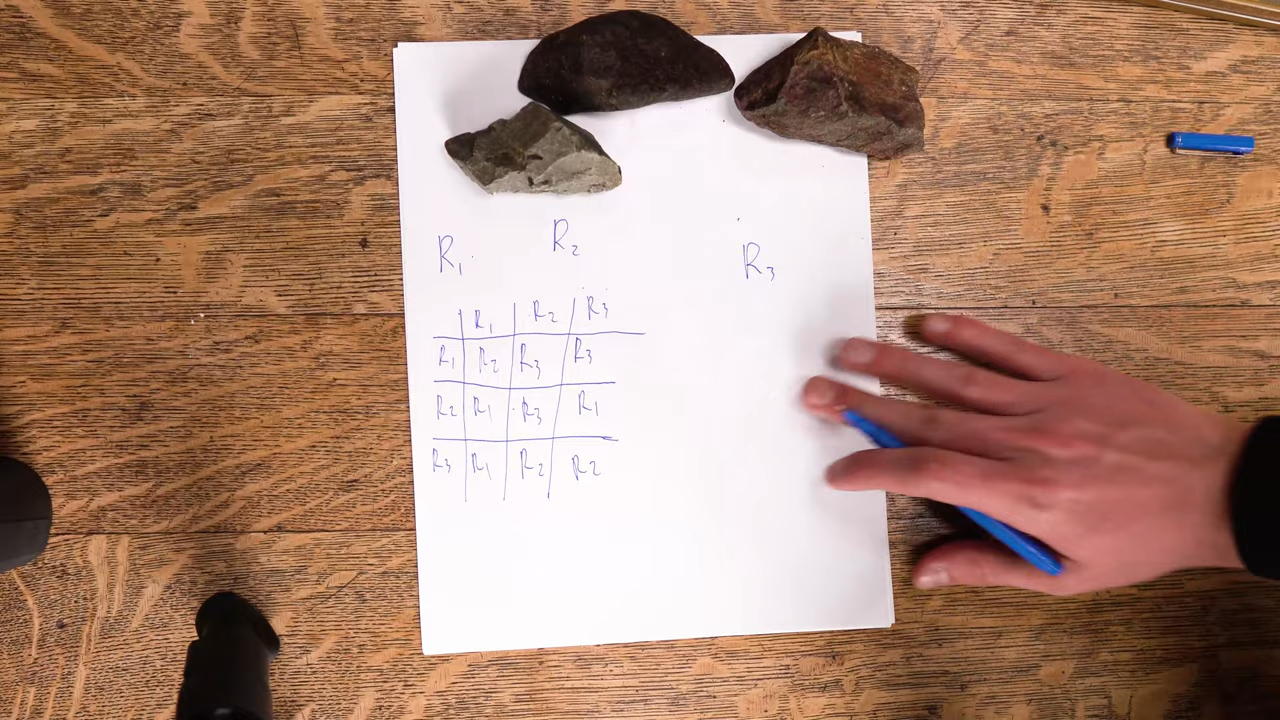 R₁ R₂ R₃
R₁ R₂ R₃
R₁ R₂ R₃ R₃
R₂ R₁ R₃ R₁
R₃ R₁ R₂ R₂